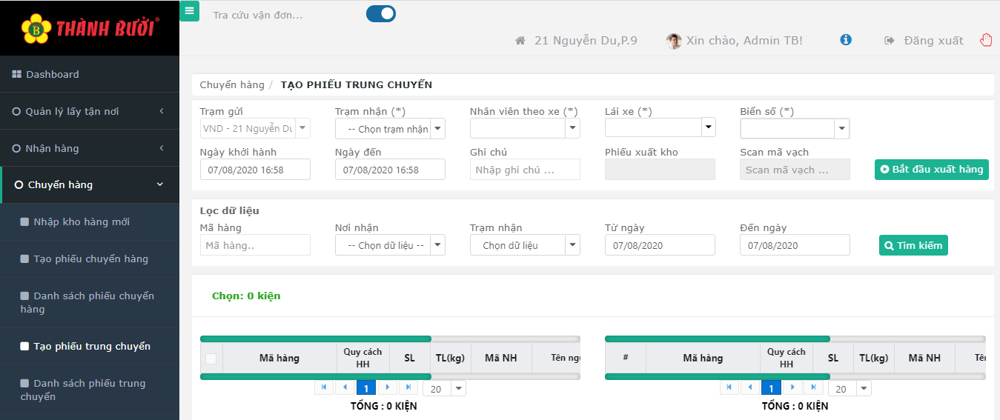 THÀNH BƯỞI®
B
Tra cứu vận đơn...
21 Nguyễn Du,P.9
Xin chào, Admin TB!
Đăng xuất
Dashboard
Quản lý lấy tận nơi
Nhận hàng
Chuyển hàng
Nhập kho hàng mới
Tạo phiếu chuyển hàng
Danh sách phiếu chuyển
hàng
Tạo phiếu trung chuyển
Danh sách phiếu trung
chuyển
Chuyển hàng / TẠO PHIẾU TRUNG CHUYỂN
Trạm gửi Trạm nhận (*) Nhân viên theo xe (*) Lái xe (*) Biển số (*)
VND - 21 Nguyễn Du -- Chọn trạm nhận
Ngày khởi hành Ngày đến Ghi chú Phiếu xuất kho Scan mã vạch
07/08/2020 16:58 07/08/2020 16:58 Nhập ghi chú ... Scan mã vạch ... Bắt đầu xuất hàng
Lọc dữ liệu
Mã hàng Nơi nhận Trạm nhận Từ ngày Đến ngày
Mã hàng.. -- Chọn dữ liệu -- Chọn dữ liệu 07/08/2020 07/08/2020 Tìm kiếm
Chọn: 0 kiện
Mã hàng Quy cách HH SL TL(kg) Mã NH Tên ngư
1 20
TỔNG : 0 KIỆN
# Mã hàng Quy cách HH SL TL(kg) Mã NH Tên
1 20
TỔNG : 0 KIỆN